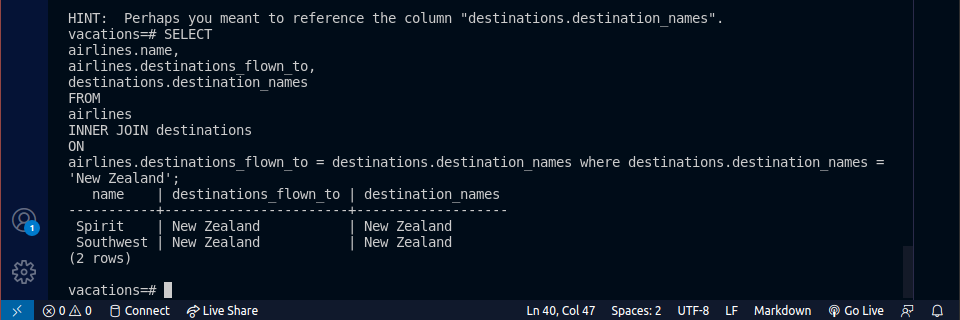 HINT:  Perhaps you meant to reference the column "destinations.destination_names".
vacations=# SELECT
airlines.name,
airlines.destinations_flown_to,
destinations.destination_names
FROM
airlines
INNER JOIN destinations
ON
airlines.destinations_flown_to = destinations.destination_names where destinations.destination_names =
'New Zealand';
   name    | destinations_flown_to | destination_names
-----------+-----------------------+-------------------
 Spirit    | New Zealand           | New Zealand
 Southwest | New Zealand           | New Zealand
(2 rows)
vacations=#
1
0 0 Connect Live Share Ln 40, Col 47 Spaces: 2 UTF-8 LF Markdown Go Live